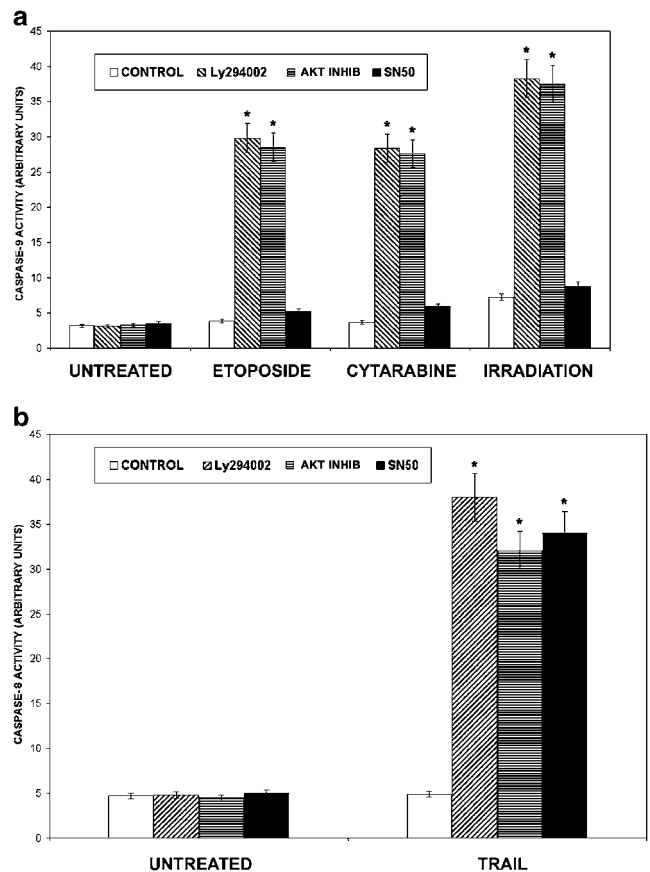 a
CONTROL Ly294002 AKT INHIB SN50
CASPASE-9 ACTIVITY (ARBITRARY UNITS)
45
40
35
30
25
20
15
10
5
0
* * * * * *
UNTREATED ETOPOSIDE CYTARABINE IRRADIATION
b
CONTROL Ly294002 AKT INHIB SN50
CASPASE-8 ACTIVITY (ARBITRARY UNITS)
45
40
35
30
25
20
15
10
5
0
* * *
UNTREATED TRAIL